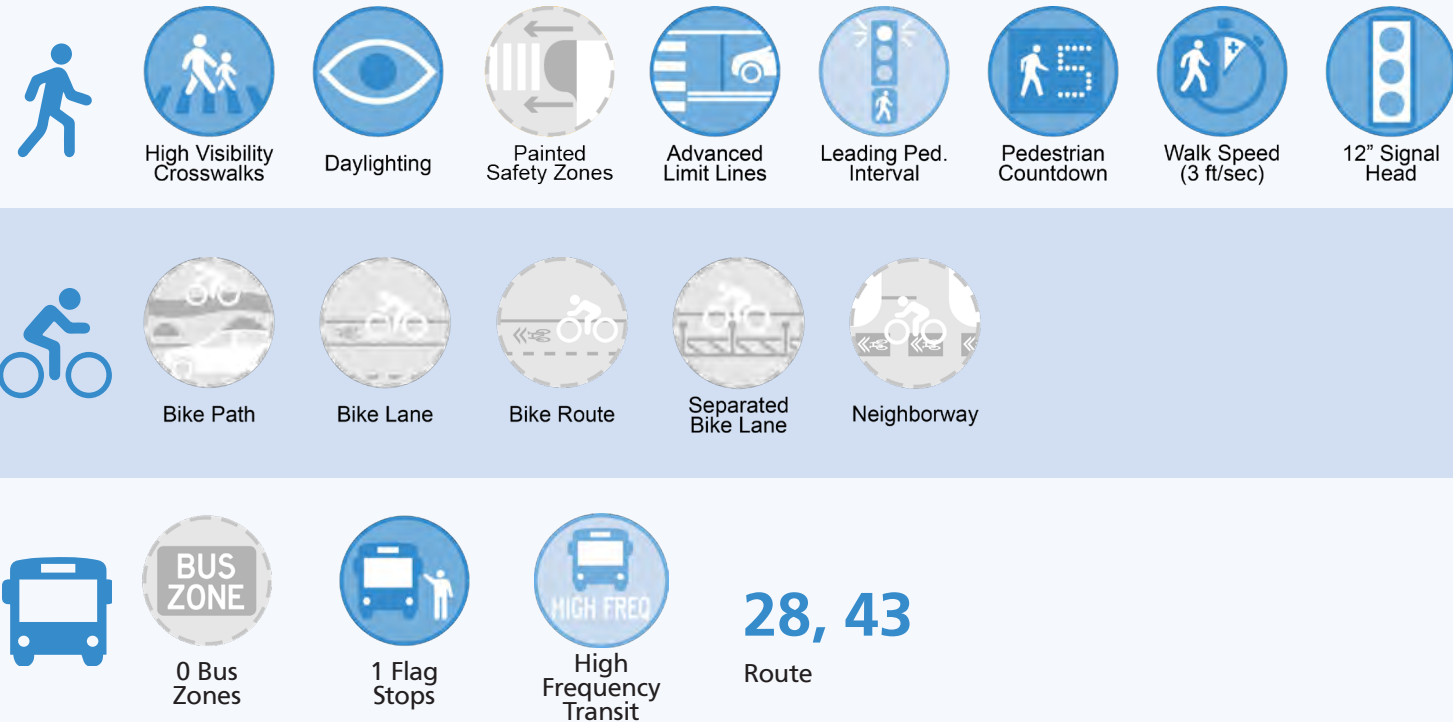 High Visibility
Crosswalks
Daylighting
Painted
Safety Zones
Advanced
Limit Lines
Leading Ped.
Interval
5
Pedestrian
Countdown
Walk Speed
(3 ft/sec)
12” Signal
Head
Bike Path
Bike Lane
Bike Route
Separated
Bike Lane
Neighborway
BUS
ZONE
0 Bus
Zones
1 Flag
Stops
HIGH FREQ
High
Frequency
Transit
28, 43
Route